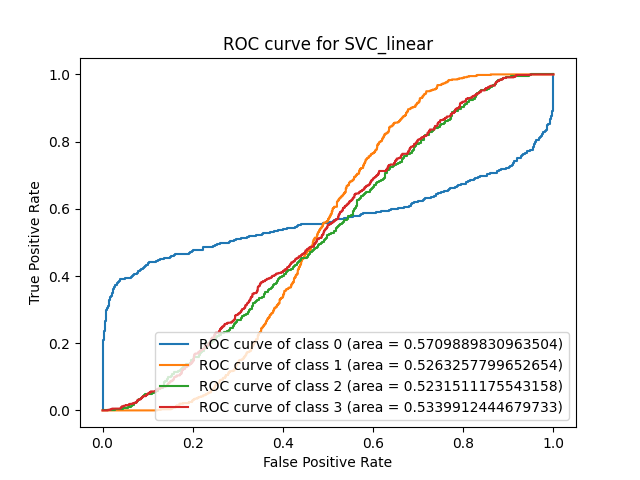 ROC curve for SVC_linear
1.0
0.8
0.6
0.4
0.2
0.0
True Positive Rate
ROC curve of class 0 (area = 0.5709889830963504)
ROC curve of class 1 (area = 0.5263257799652654)
ROC curve of class 2 (area = 0.5231511175543158)
ROC curve of class 3 (area = 0.5339912444679733)
0.0 0.2 0.4 0.6 0.8 1.0
False Positive Rate